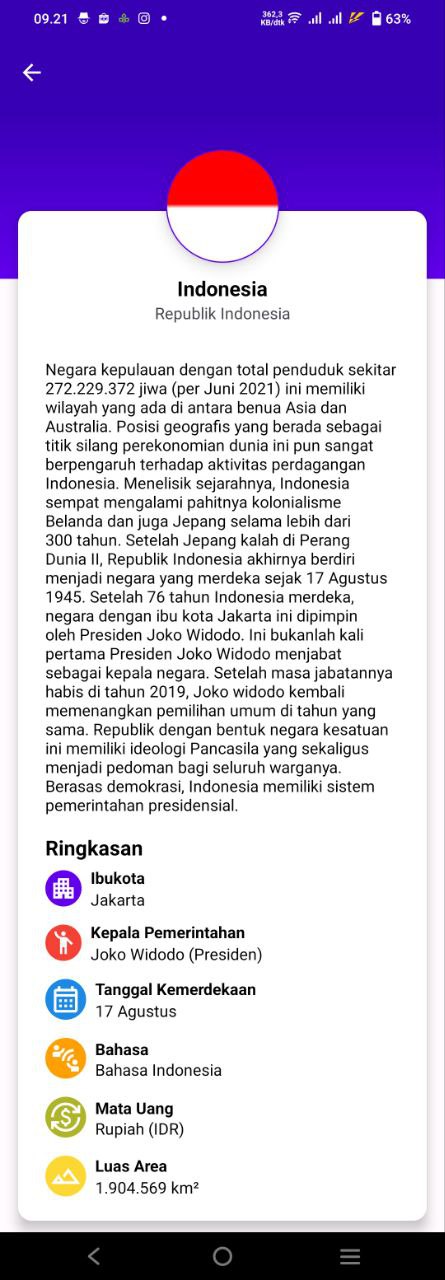 09.21
362,3
KB/dtk
63%
Indonesia
Republik Indonesia
Negara kepulauan dengan total penduduk sekitar
272.229.372 jiwa (per Juni 2021) ini memiliki
wilayah yang ada di antara benua Asia dan
Australia. Posisi geografis yang berada sebagai
titik silang perekonomian dunia ini pun sangat
berpengaruh terhadap aktivitas perdagangan
Indonesia. Menelisik sejarahnya, Indonesia
sempat mengalami pahitnya kolonialisme
Belanda dan juga Jepang selama lebih dari
300 tahun. Setelah Jepang kalah di Perang
Dunia II, Republik Indonesia akhirnya berdiri
menjadi negara yang merdeka sejak 17 Agustus
1945. Setelah 76 tahun Indonesia merdeka,
negara dengan ibu kota Jakarta ini dipimpin
oleh Presiden Joko Widodo. Ini bukanlah kali
pertama Presiden Joko Widodo menjabat
sebagai kepala negara. Setelah masa jabatannya
habis di tahun 2019, Joko widodo kembali
memenangkan pemilihan umum di tahun yang
sama. Republik dengan bentuk negara kesatuan
ini memiliki ideologi Pancasila yang sekaligus
menjadi pedoman bagi seluruh warganya.
Berasas demokrasi, Indonesia memiliki sistem
pemerintahan presidensial.
Ringkasan
Ibukota
Jakarta
Kepala Pemerintahan
Joko Widodo (Presiden)
Tanggal Kemerdekaan
17 Agustus
Bahasa
Bahasa Indonesia
Mata Uang
Rupiah (IDR)
Luas Area
1.904.569 km²